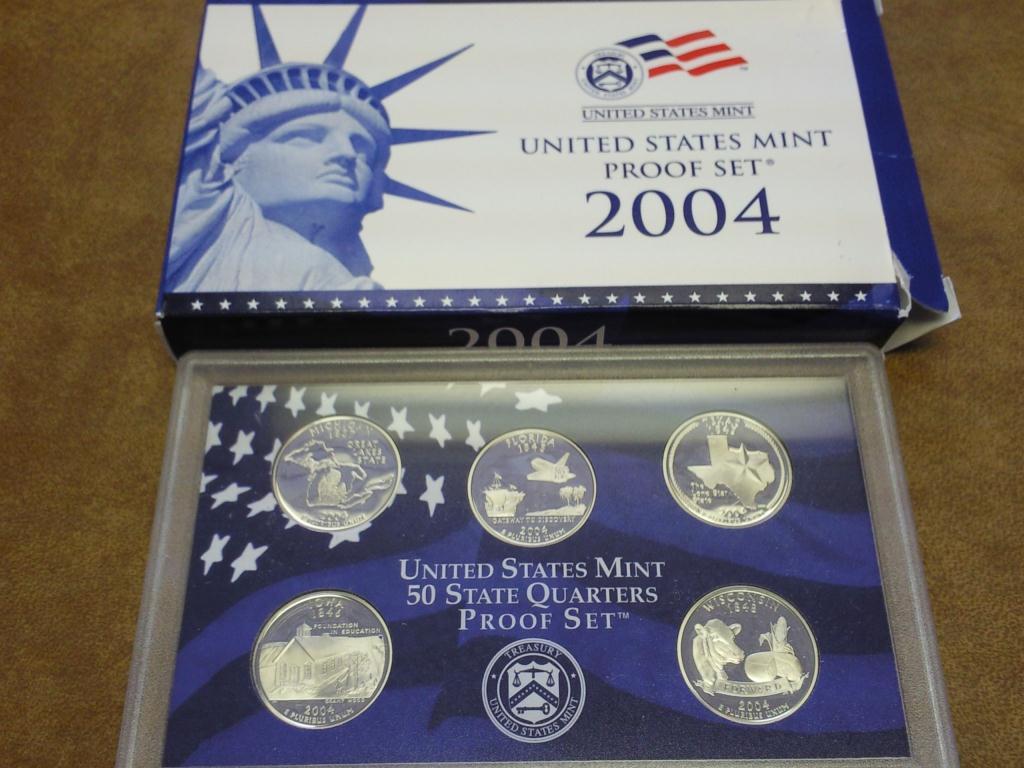 UNITED STATES MINT
UNITED STATES MINT
PROOF SET®
2004
2004
MICHIGAN
GREAT
LAKES
STATE
FLORIDA
1845
GATEWAY TO DISCOVERY
2004
E PLURIBUS UNUM
TEXAS
1845
The
Lone Star
State
UNITED STATES MINT
50 STATE QUARTERS
PROOF SET™
IOWA
1846
FOUNDATION
IN EDUCATION
GRANT WOOD
2004
E PLURIBUS UNUM
TREASURY
UNITED STATES MINT
WISCONSIN
1848
FORWARD
2004
E PLURIBUS UNUM